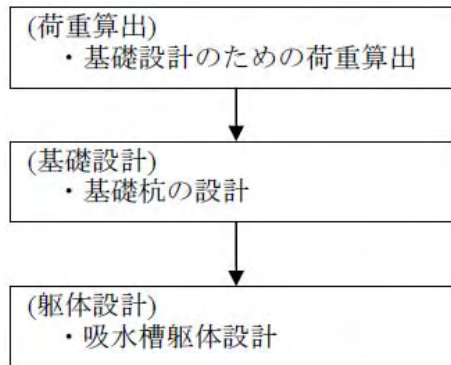 (荷重算出)
・基礎設計のための荷重算出
(基礎設計)
・基礎杭の設計
(躯体設計)
・吸水槽躯体設計